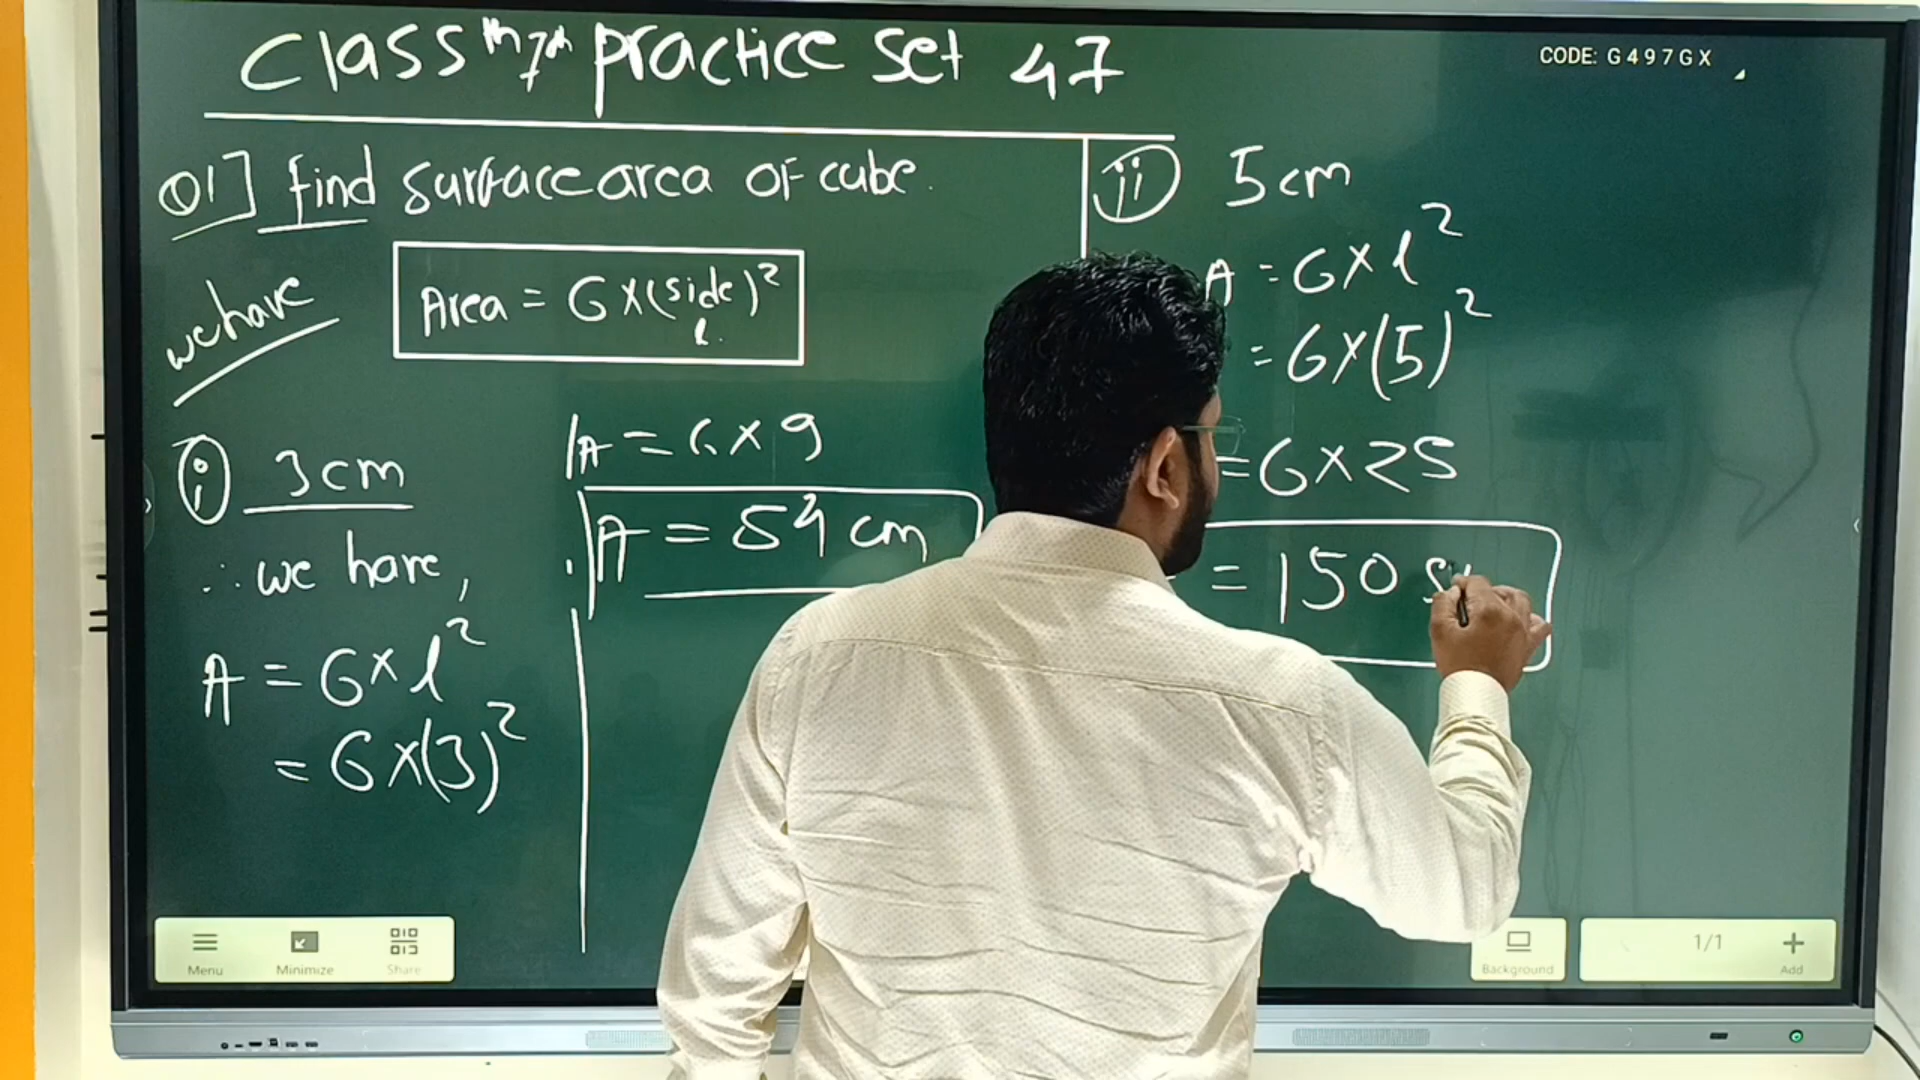 Class th 7th practice set 47
CODE: G497GX
Q1] find surface area of cube.
we have
Area = 6×(side)²
l.
i 3cm
∴ we have,
A = 6×l²
= 6×(3)²
A = 6×9
A = 54 cm
ii 5cm
A = 6×l²
= 6×(5)²
= 6×25
= 150
Menu
Minimize
Share
Background
1/1
Add